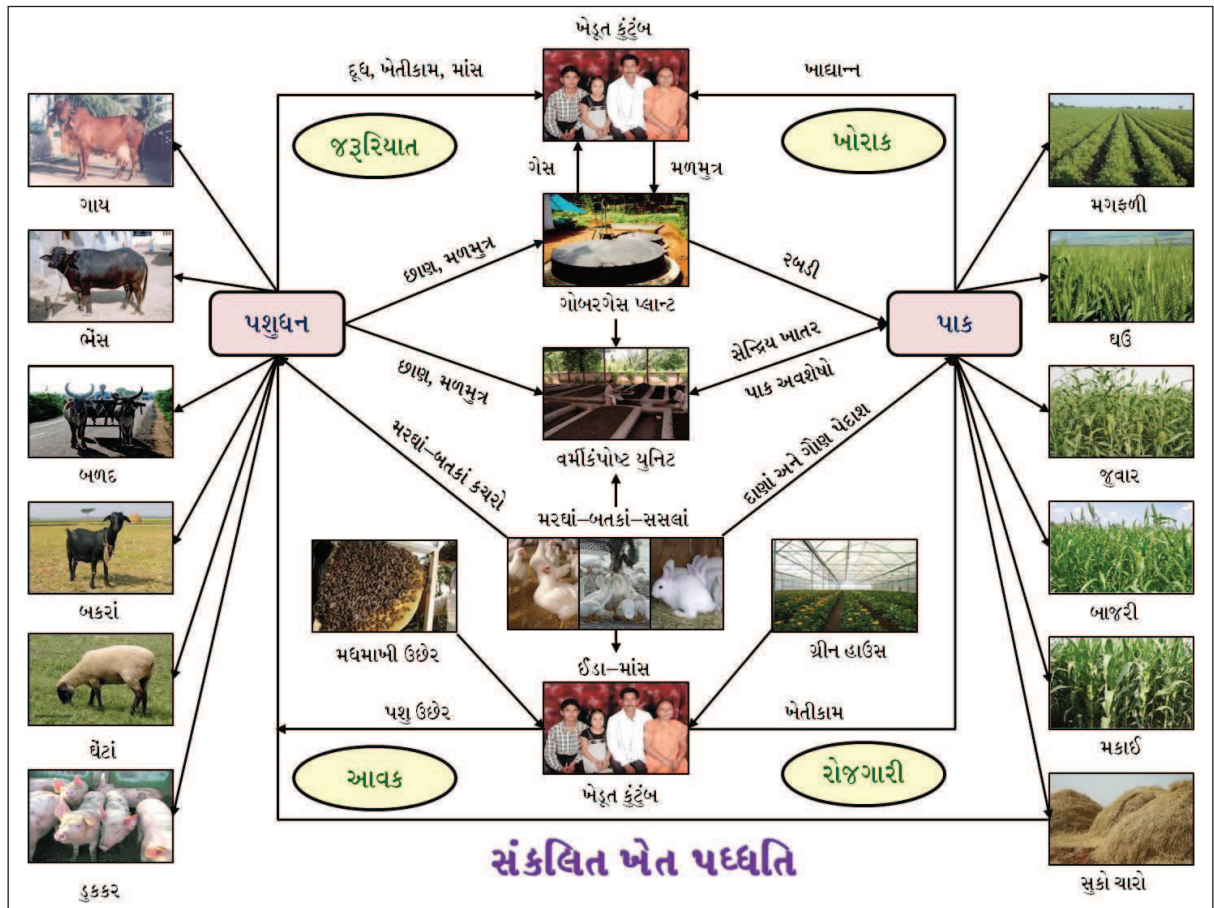 ખેડૂત કુંટુંબ
દૂધ, ખેતીકામ, માંસ
ખાદ્યાન્ન
જરૂરિયાત
ખોરાક
ગેસ
મળમુત્ર
ગાય
મગફળી
છાણ, મળમુત્ર
રબડી
ગોબરગેસ પ્લાન્ટ
પશુધન
પાક
ભેંસ
ઘઉં
સેન્દ્રિય ખાતર
છાણ, મળમુત્ર
પાક અવશેષો
મરઘાં–બતકાં કચરો
વર્મીકંપોષ્ટ યુનિટ
દાણાં અને ગૌણ પેદાશ
બળદ
જુવાર
મરઘાં–બતકાં–સસલાં
બકરાં
બાજરી
મધમાખી ઉછેર
ઈંડા–માંસ
ગ્રીન હાઉસ
પશુ ઉછેર
ખેતીકામ
ઘેંટાં
મકાઈ
આવક
રોજગારી
ખેડૂત કુંટુંબ
સંકલિત ખેત પધ્ધતિ
ડુકકર
સુકો ચારો